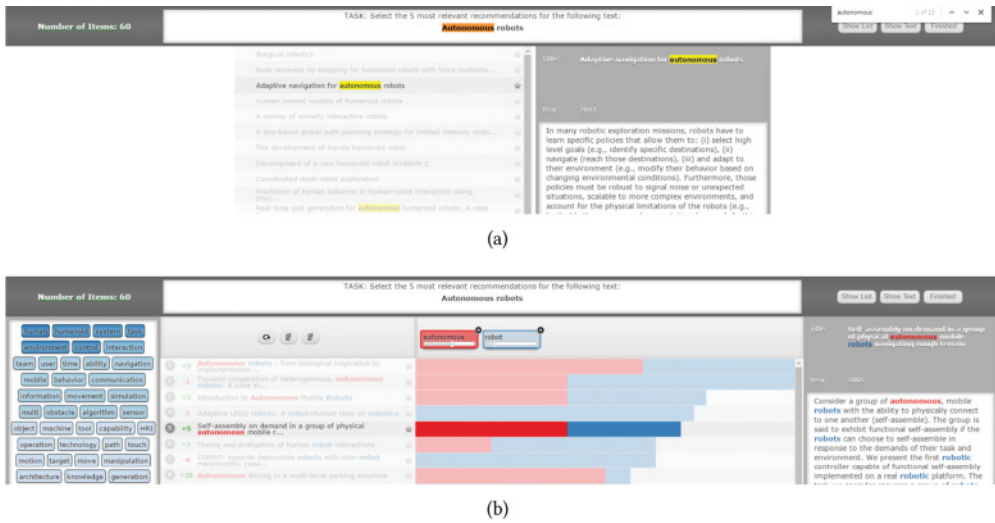 Number of Items: 60
TASK: Select the 5 most relevant recommendations for the following text:
Autonomous robots
autonomous
1 of 15
Show List
Show Text
Finished
Surgical robotics
Push recovery by stepping for humanoid robots with force controlle...
Adaptive navigation for autonomous robots
Human mental models of humanoid robots
A survey of socially interactive robots
A two-tiered global path planning strategy for limited memory mobi...
The development of Honda humanoid robot
Development of a new humanoid robot WABIAN-2
Coordinated multi-robot exploration
Prediction of human behavior in human-robot interaction using
psyc...
Real time gait generation for autonomous humanoid robots: A case
Title:
Adaptive navigation for autonomous robots
Year:
In many robotic exploration missions, robots have to
learn specific policies that allow them to: (i) select high
level goals (e.g., identify specific destinations), (ii)
navigate (reach those destinations), (iii) and adapt to
their environment (e.g., modify their behavior based on
changing environmental conditions). Furthermore, those
policies must be robust to signal noise or unexpected
situations, scalable to more complex environments, and
account for the physical limitations of the robots (e.g.,
(a)
Number of Items: 60
TASK: Select the 5 most relevant recommendations for the following text:
Autonomous robots
Show List
Show Text
Finished
human humanoid system task
environment control interaction
team user time ability navigation
mobile behavior communication
information movement simulation
multi obstacle algorithm sensor
object machine tool capability HRI
operation technology path touch
motion target move manipulation
architecture knowledge generation
autonomous
robot
+3 Autonomous robots : from biological inspiration to
implementation ...
-1 Towards cooperation of heterogeneous, autonomous
robots: A case st...
+2 Introduction to Autonomous Mobile Robots
-2 Adaptive LEGO robots. A robot=human view on robotics
+5 Self-assembly on demand in a group of physical
autonomous mobile r...
Theory and evaluation of human robot interactions
-4 CONRO: towards deployable robots with inter-robot
metamorphic capa...
+38 Autonomous driving in a multi-level parking structure
Title:
Self-assembly on demand in a group
of physical autonomous mobile
robots navigating rough terrain
Year:
2005
Consider a group of autonomous, mobile
robots with the ability to physically connect
to one another (self-assemble). The group is
said to exhibit functional self-assembly if the
robots can choose to self-assemble in
response to the demands of their task and
environment. We present the first robotic
controller capable of functional self-assembly
implemented on a real robotic platform. The
(b)